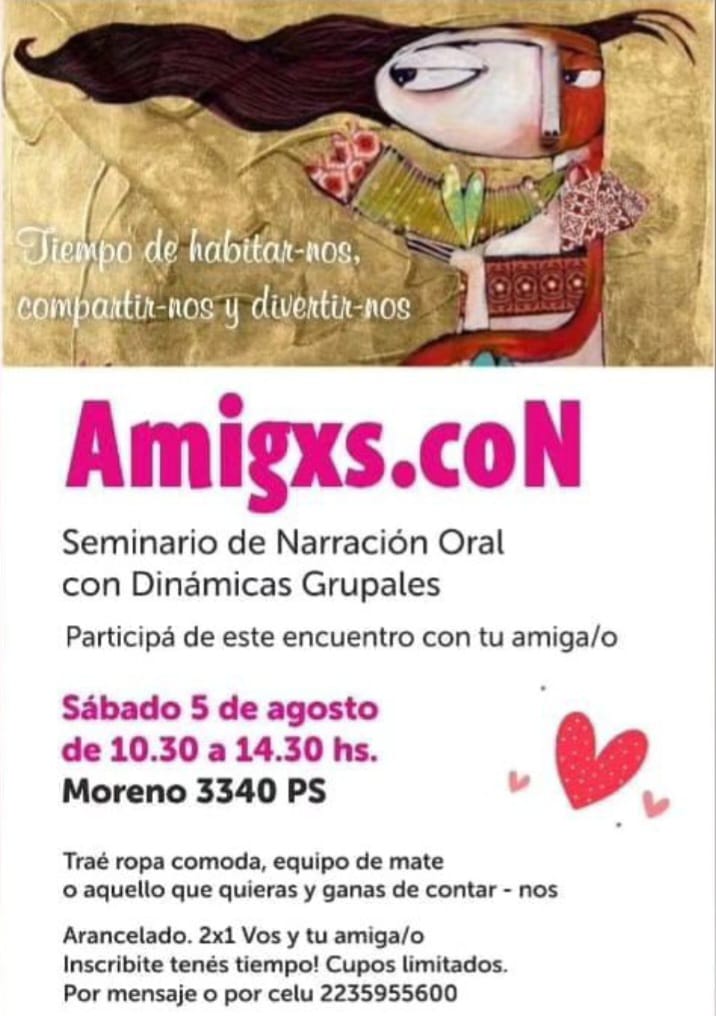 Tiempo de habitar-nos,
compartir-nos y divertir-nos
Amigxs.coN
Seminario de Narración Oral
con Dinámicas Grupales
Participá de este encuentro con tu amiga/o
Sábado 5 de agosto
de 10.30 a 14.30 hs.
Moreno 3340 PS
Traé ropa comoda, equipo de mate
o aquello que quieras y ganas de contar - nos
Arancelado. 2x1 Vos y tu amiga/o
Inscribite tenés tiempo! Cupos limitados.
Por mensaje o por celu 2235955600